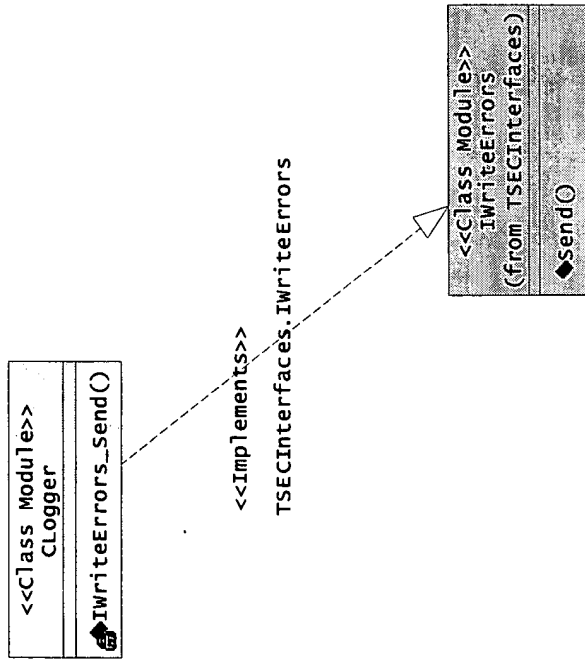 <<Class Module>>
CLogger
IWriteErrors_send()
<<Implements>>
TSECInterfaces.IWriteErrors
<<Class Module>>
IWriteErrors
(from TSECInterfaces)
send()